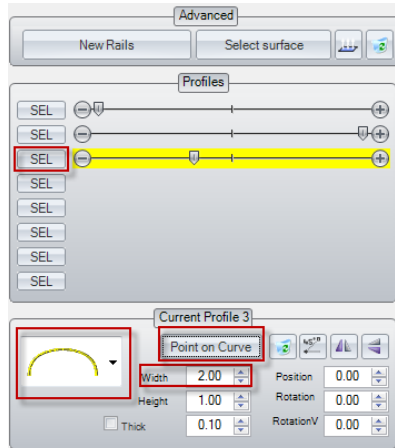 Advanced
New Rails Select surface
Profiles
SEL
SEL
SEL
SEL
SEL
SEL
SEL
SEL
Current Profile 3
Point on Curve
Width 2.00 Position 0.00
Height 1.00 Rotation 0.00
Thick 0.10 RotationV 0.00